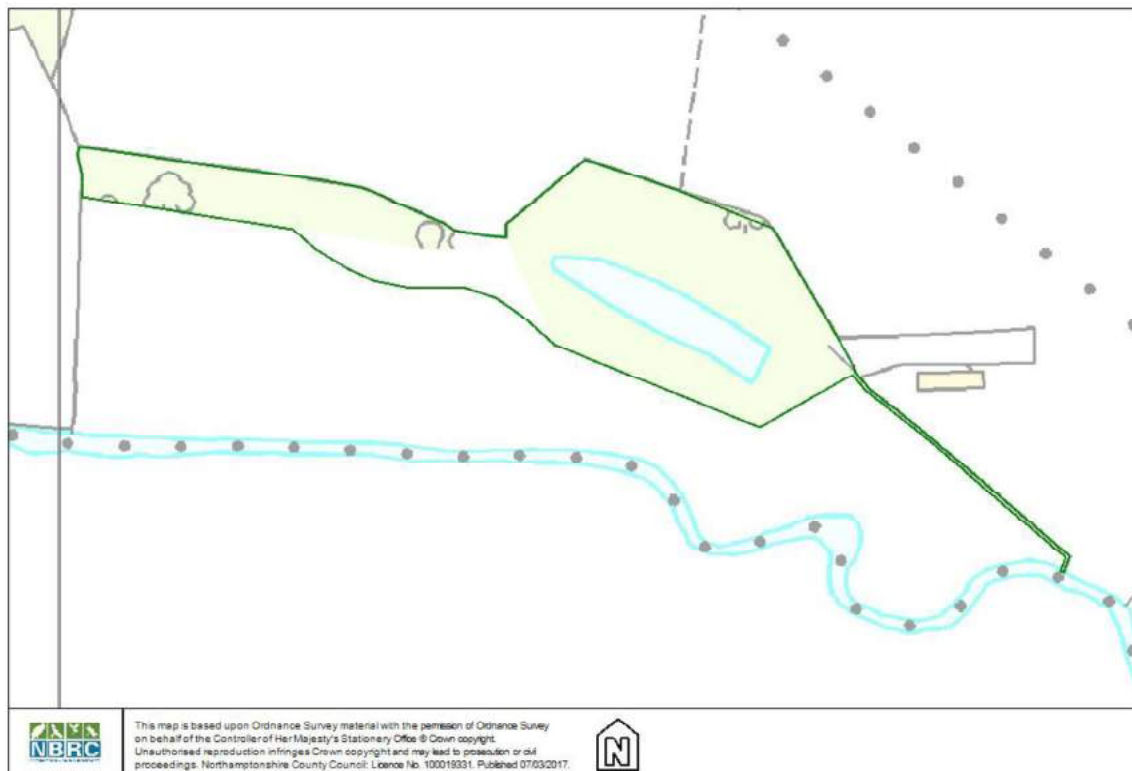 NBRC
This map is based upon Ordnance Survey material with the permission of Ordnance Survey
on behalf of the Controller of Her Majesty's Stationery Office © Crown copyright.
Unauthorised reproduction infringes Crown copyright and may lead to prosecution or civil
proceedings. Northamptonshire County Council: Licence No. 100019331. Published 07/03/2017.
N